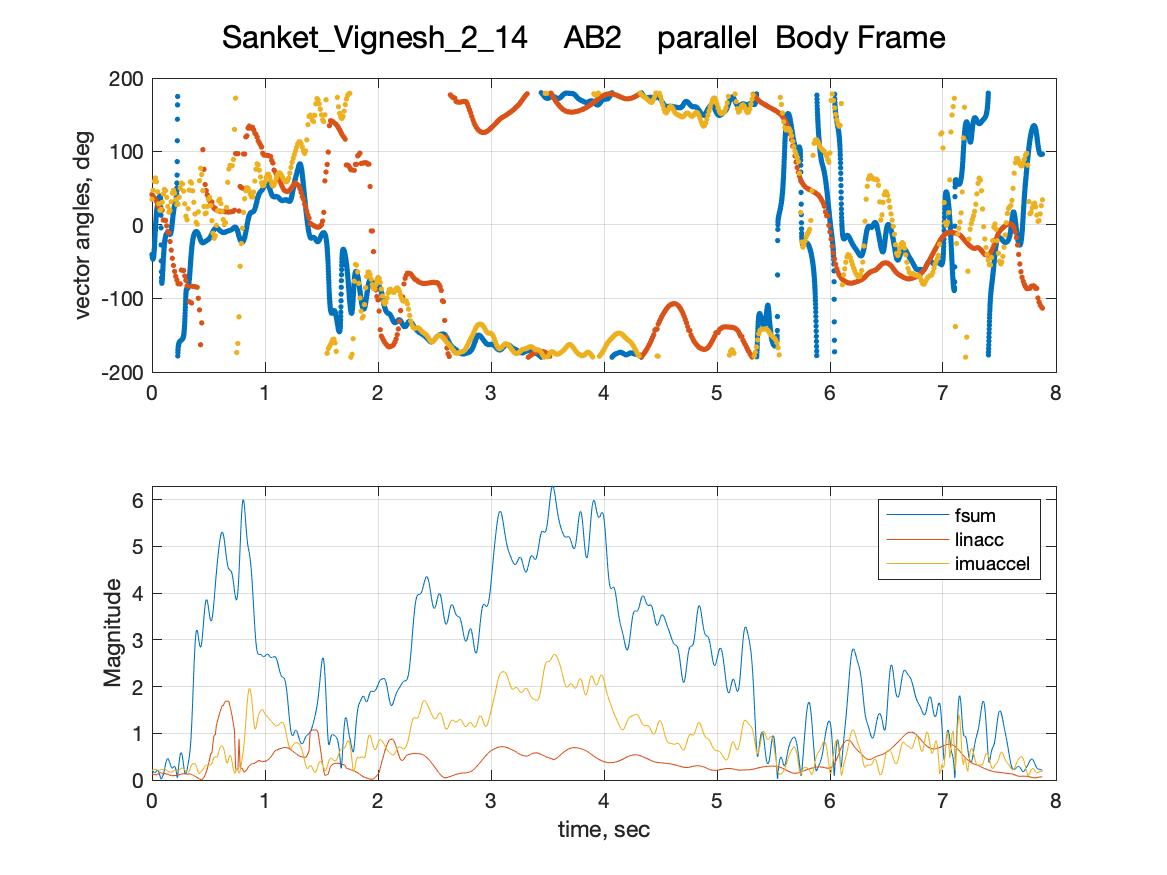 Sanket_Vignesh_2_14 AB2 parallel Body Frame
vector angles, deg
200
100
0
-100
-200
0 1 2 3 4 5 6 7 8
Magnitude
6
5
4
3
2
1
0
fsum
linacc
imuaccel
0 1 2 3 4 5 6 7 8
time, sec